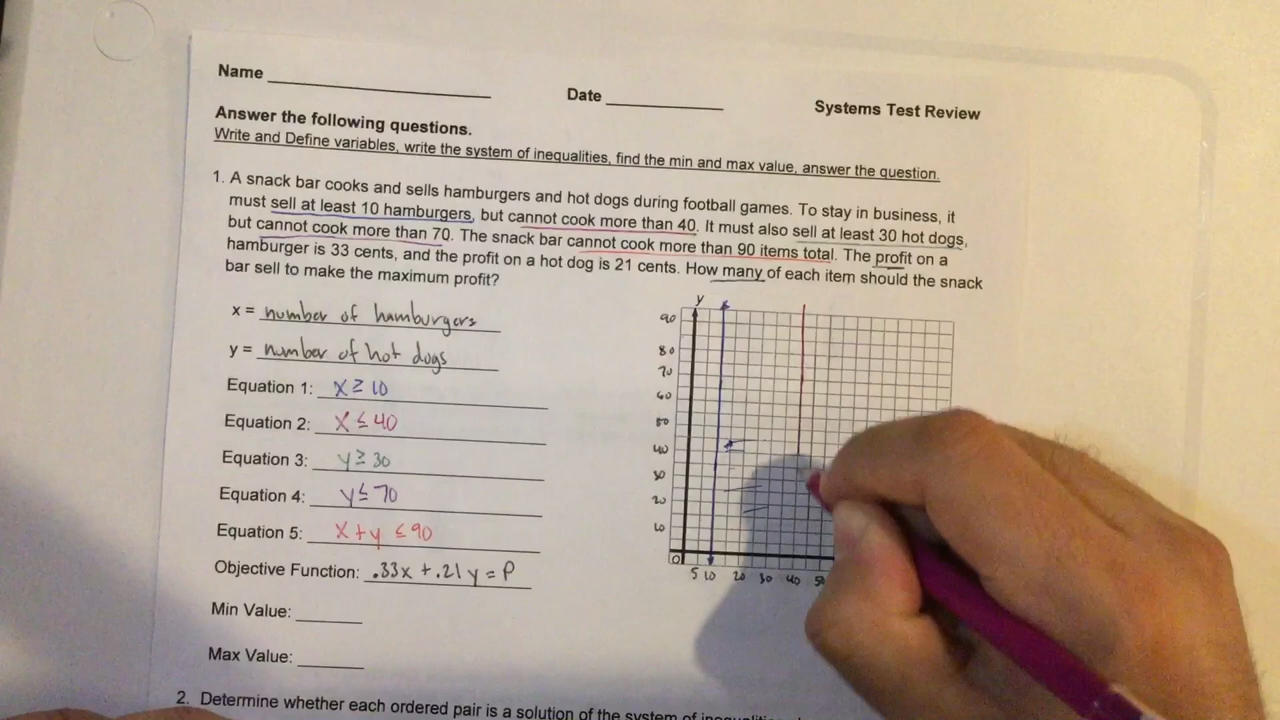 Name
Date
Systems Test Review
Answer the following questions.
Write and Define variables, write the system of inequalities, find the min and max value, answer the question.
1. A snack bar cooks and sells hamburgers and hot dogs during football games. To stay in business, it
must sell at least 10 hamburgers, but cannot cook more than 40. It must also sell at least 30 hot dogs,
but cannot cook more than 70. The snack bar cannot cook more than 90 items total. The profit on a
hamburger is 33 cents, and the profit on a hot dog is 21 cents. How many of each item should the snack
bar sell to make the maximum profit?
x = number of hamburgers
y = number of hot dogs
Equation 1: x ≥ 10
Equation 2: x ≤ 40
Equation 3: y ≥ 30
Equation 4: y ≤ 70
Equation 5: x + y ≤ 90
Objective Function: .33x + .21y = P
Min Value:
Max Value:
y
90
80
70
60
50
40
30
20
10
0
5 10 20 30 40
2. Determine whether each ordered pair is a solution of the system of